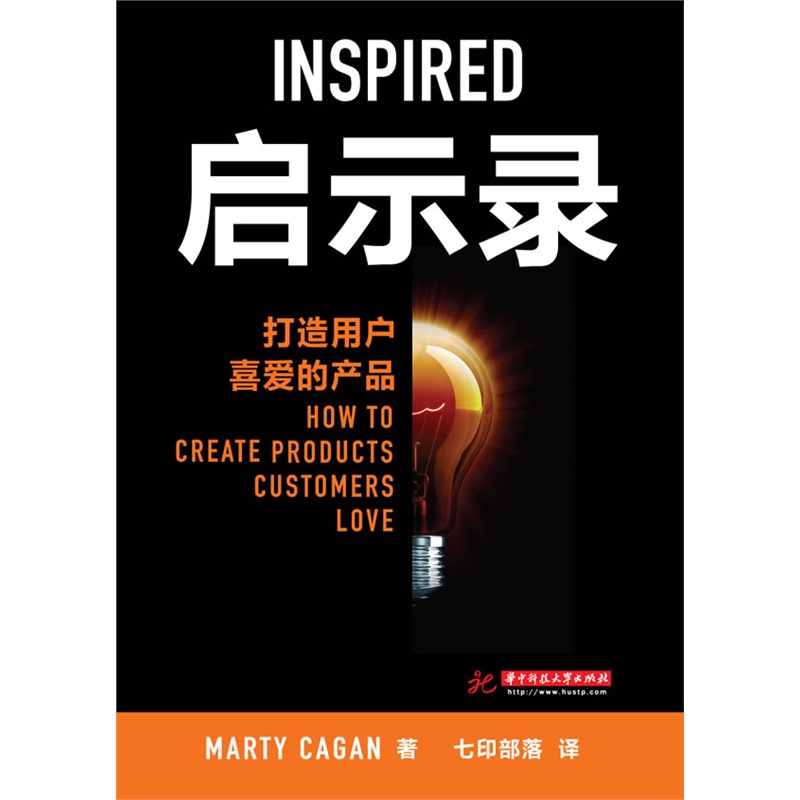 INSPIRED
启示录
打造用户
喜爱的产品
HOW TO
CREATE PRODUCTS
CUSTOMERS
LOVE
华中科技大学出版社
http://www.hustp.com
MARTY CAGAN 著 七印部落 译